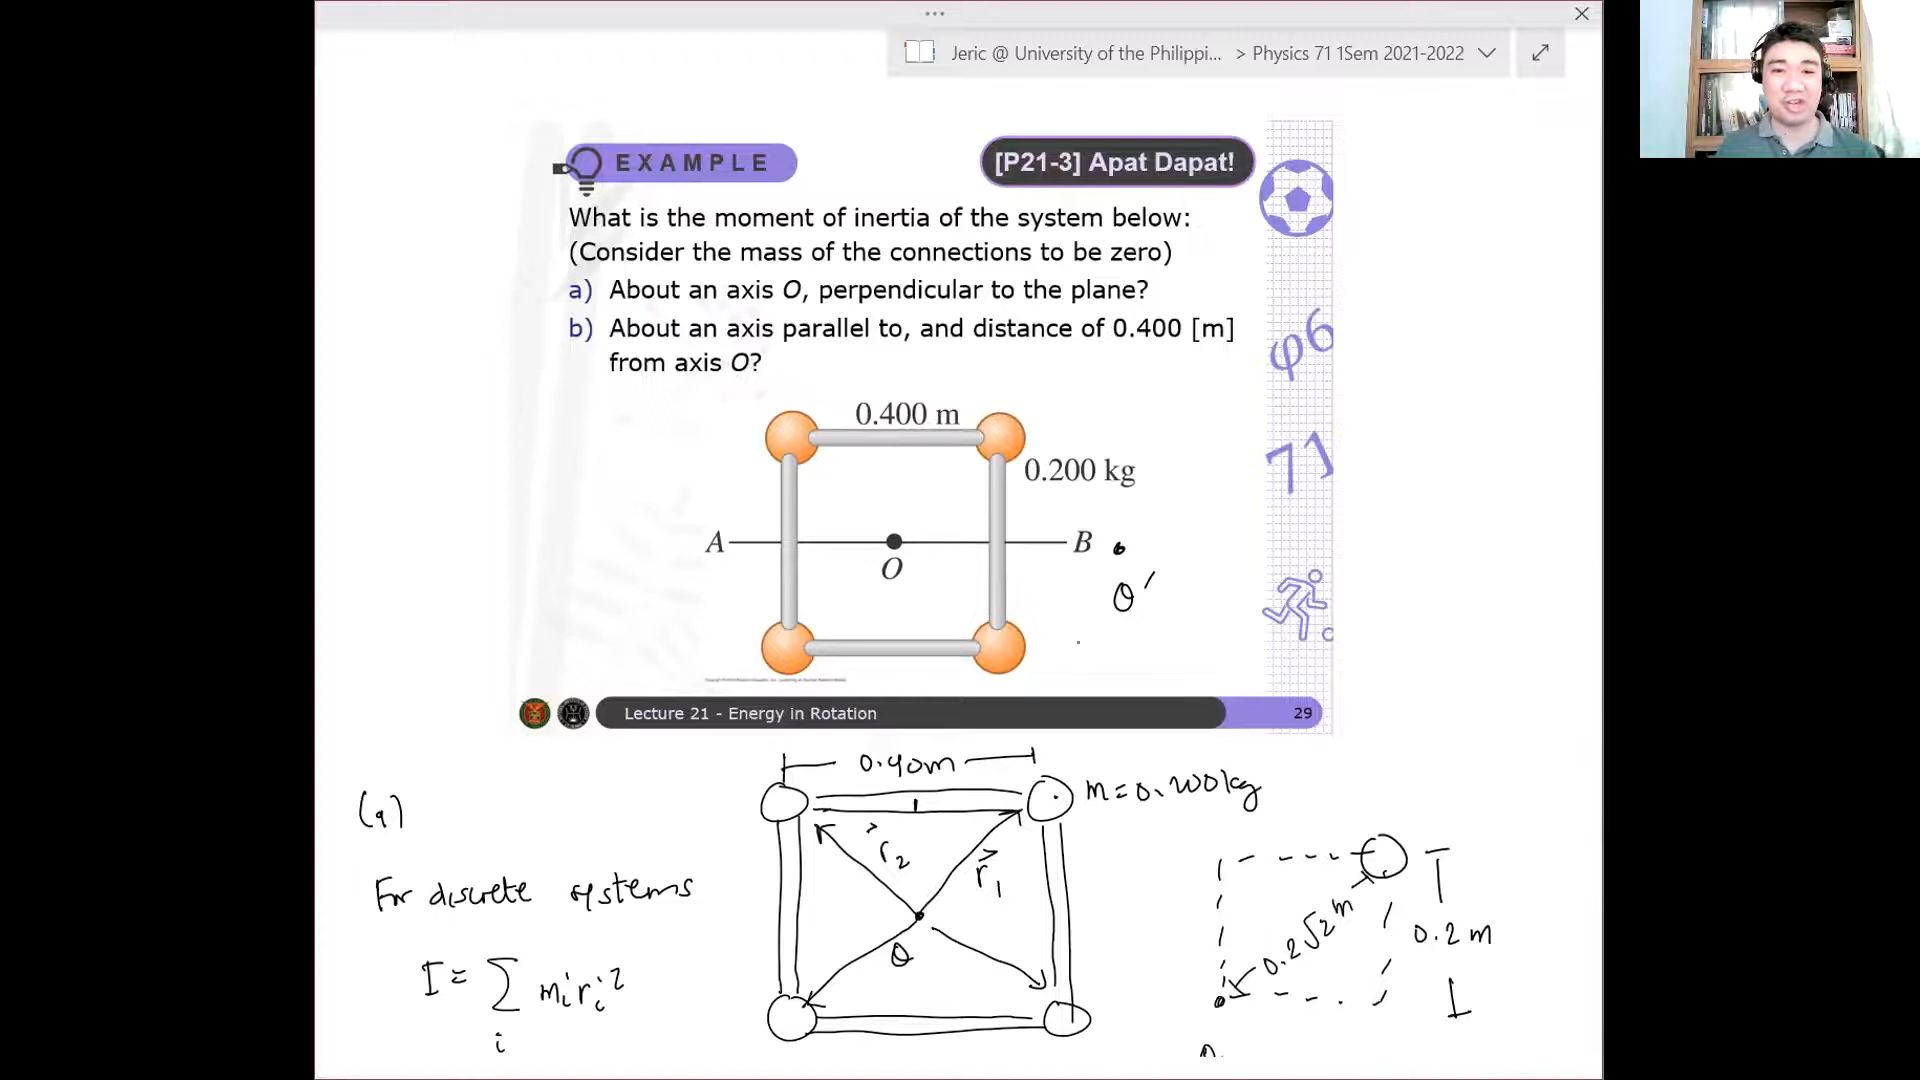 Jeric @ University of the Philippi... > Physics 71 1Sem 2021-2022
EXAMPLE
[P21-3] Apat Dapat!
What is the moment of inertia of the system below:
(Consider the mass of the connections to be zero)
a) About an axis O, perpendicular to the plane?
b) About an axis parallel to, and distance of 0.400 [m]
from axis O?
φ6
71
0.400 m
0.200 kg
A
B
O
O′
Lecture 21 - Energy in Rotation
29
0.40m
m = 0.200kg
(a)
For discrete systems
I = ∑ mᵢrᵢ²
i
r⃗₂
r⃗₁
O
0.2√2 m
0.2 m